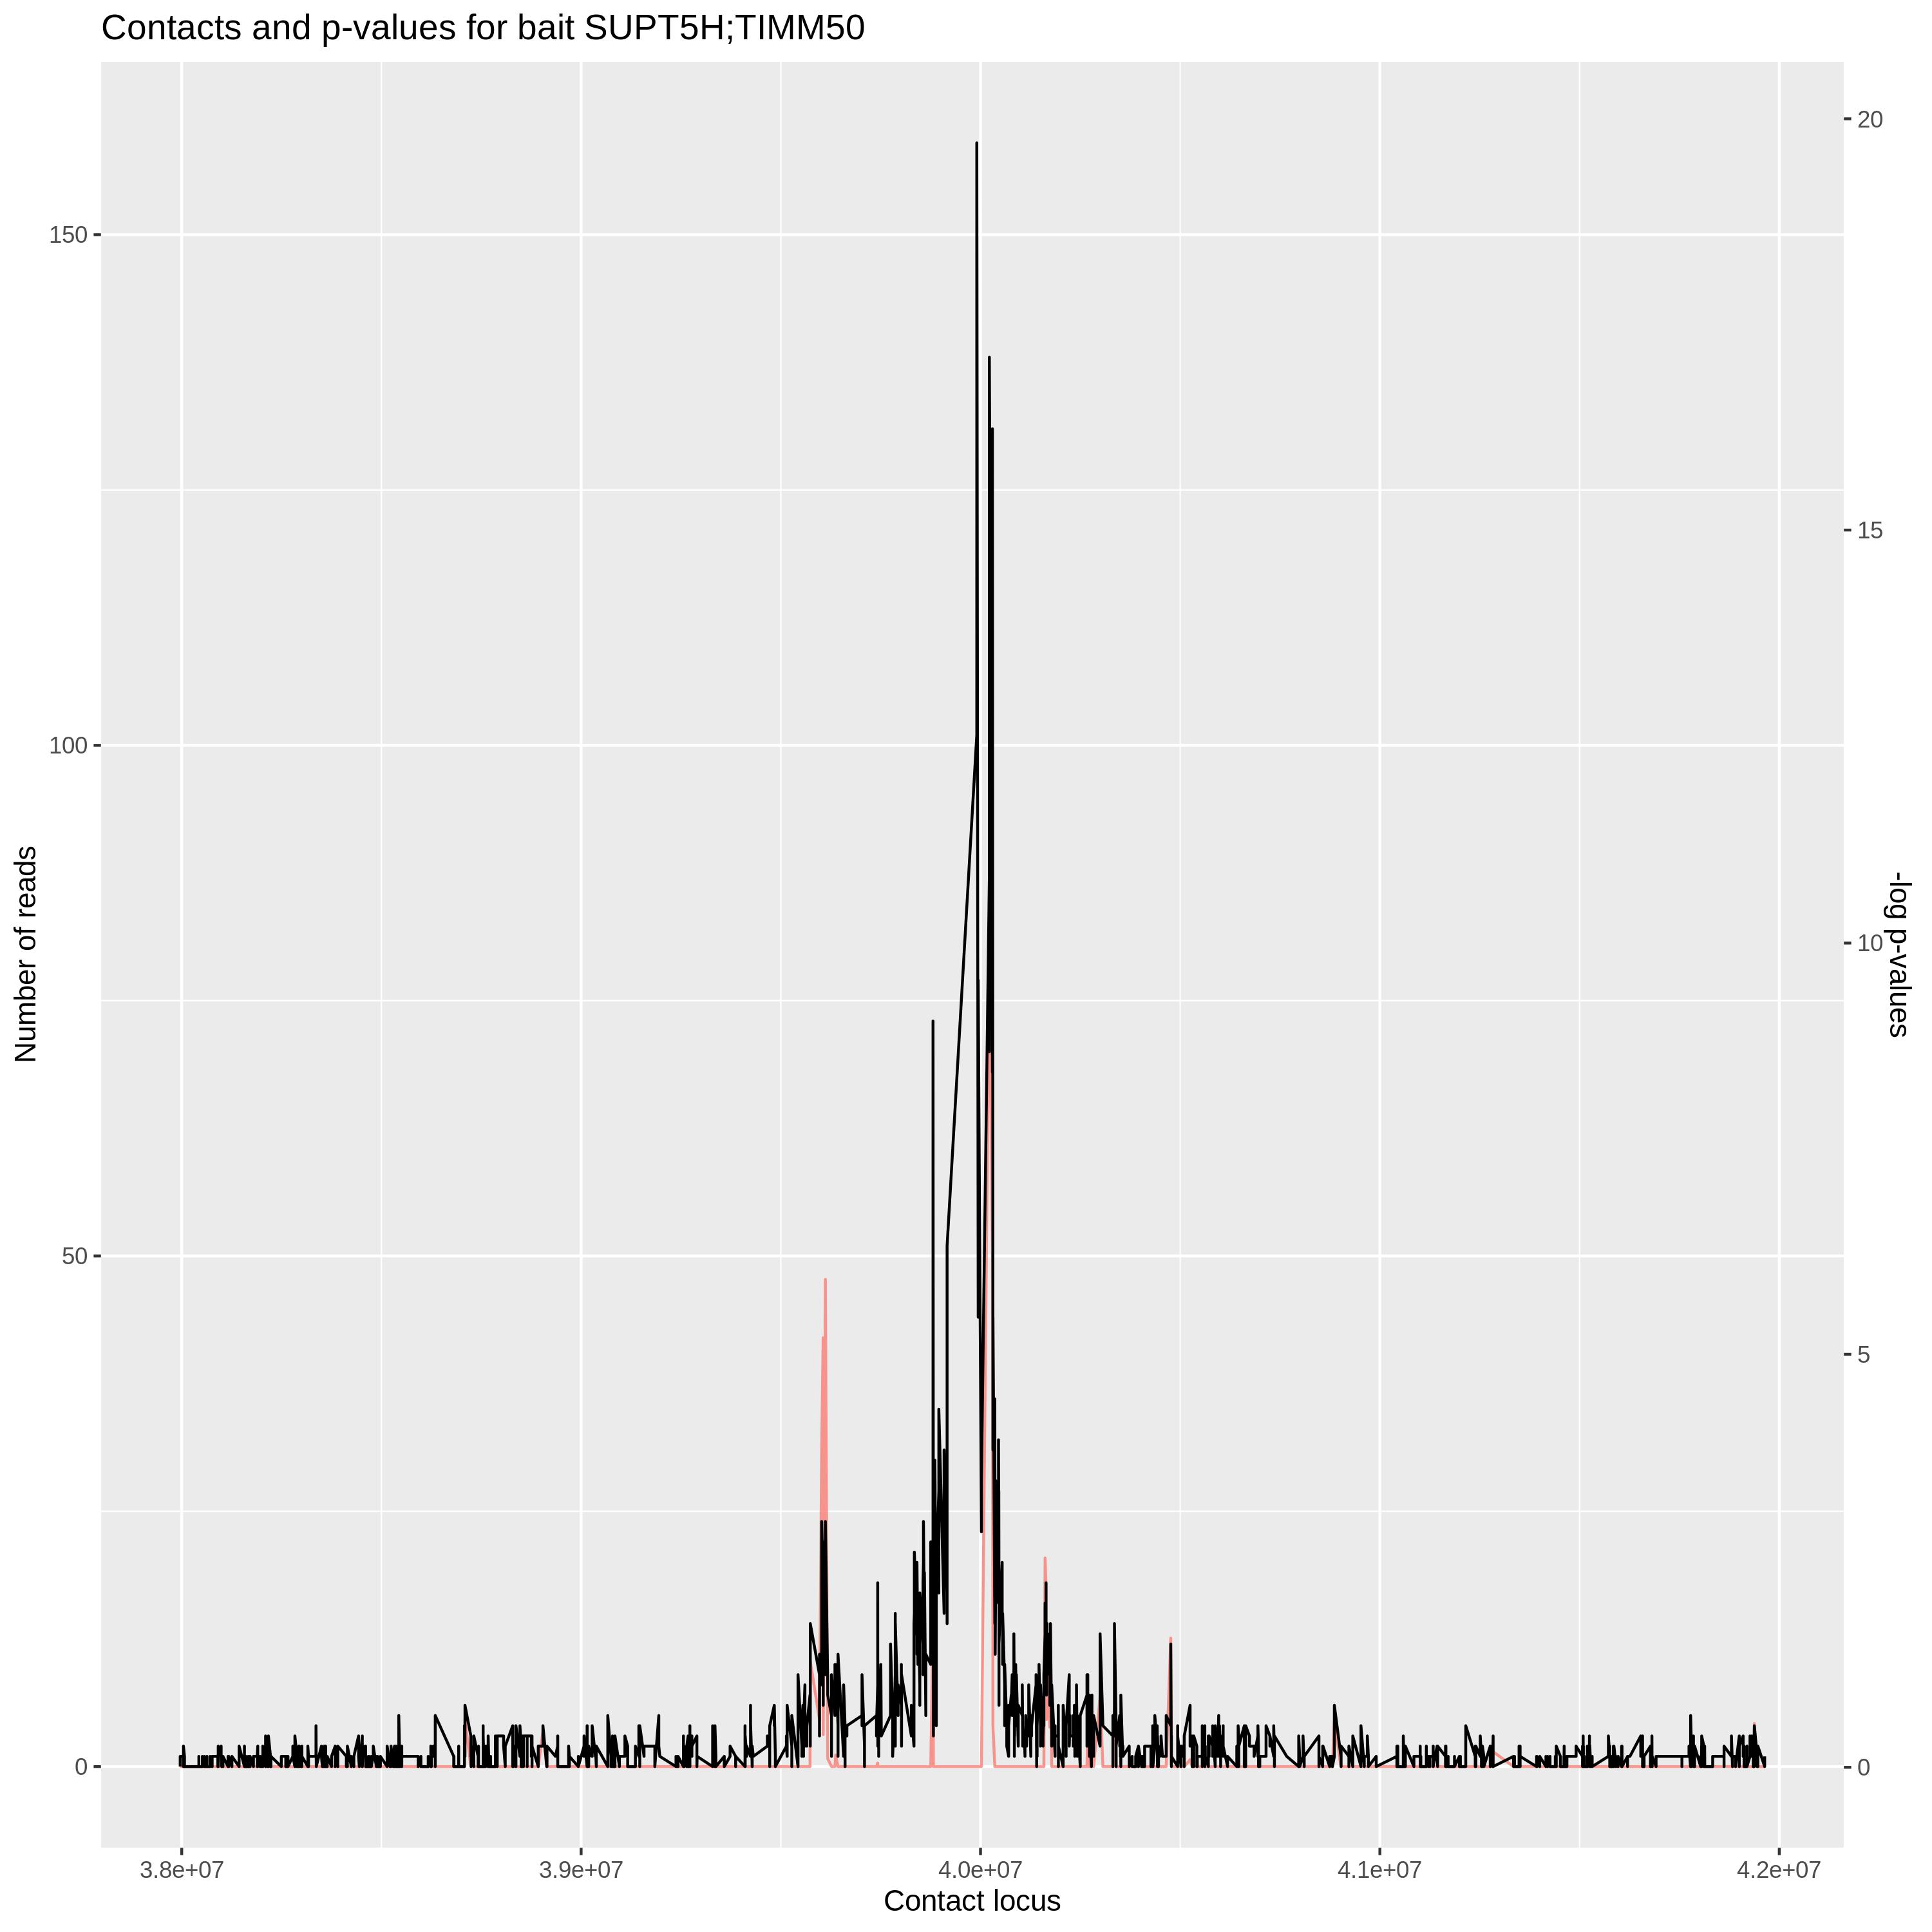 Contacts and p-values for bait SUPT5H;TIMM50
150
100
50
0
Number of reads
20
15
10
5
0
-log p-values
3.8e+07
3.9e+07
4.0e+07
4.1e+07
4.2e+07
Contact locus